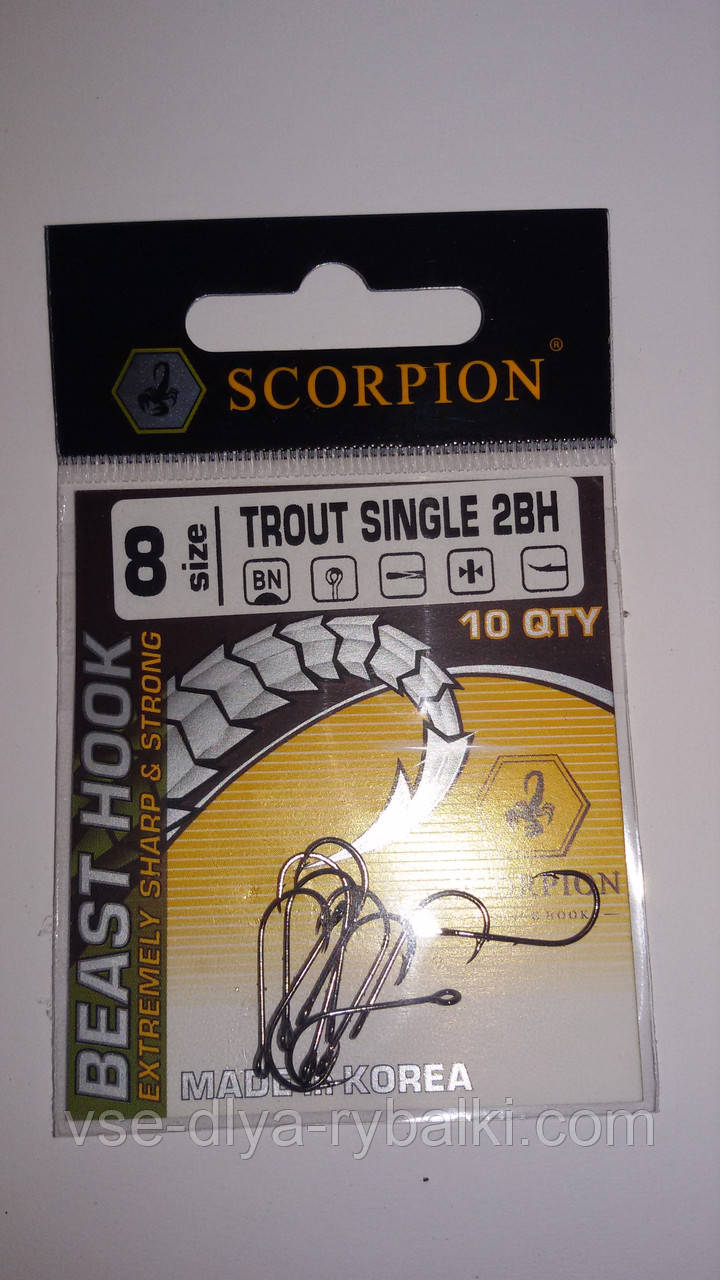 SCORPION®
8 size
TROUT SINGLE 2BH
BN
10 QTY
BEAST HOOK
EXTREMELY SHARP & STRONG
HOOK
MADE in KOREA
vse-dlya-rybalki.com